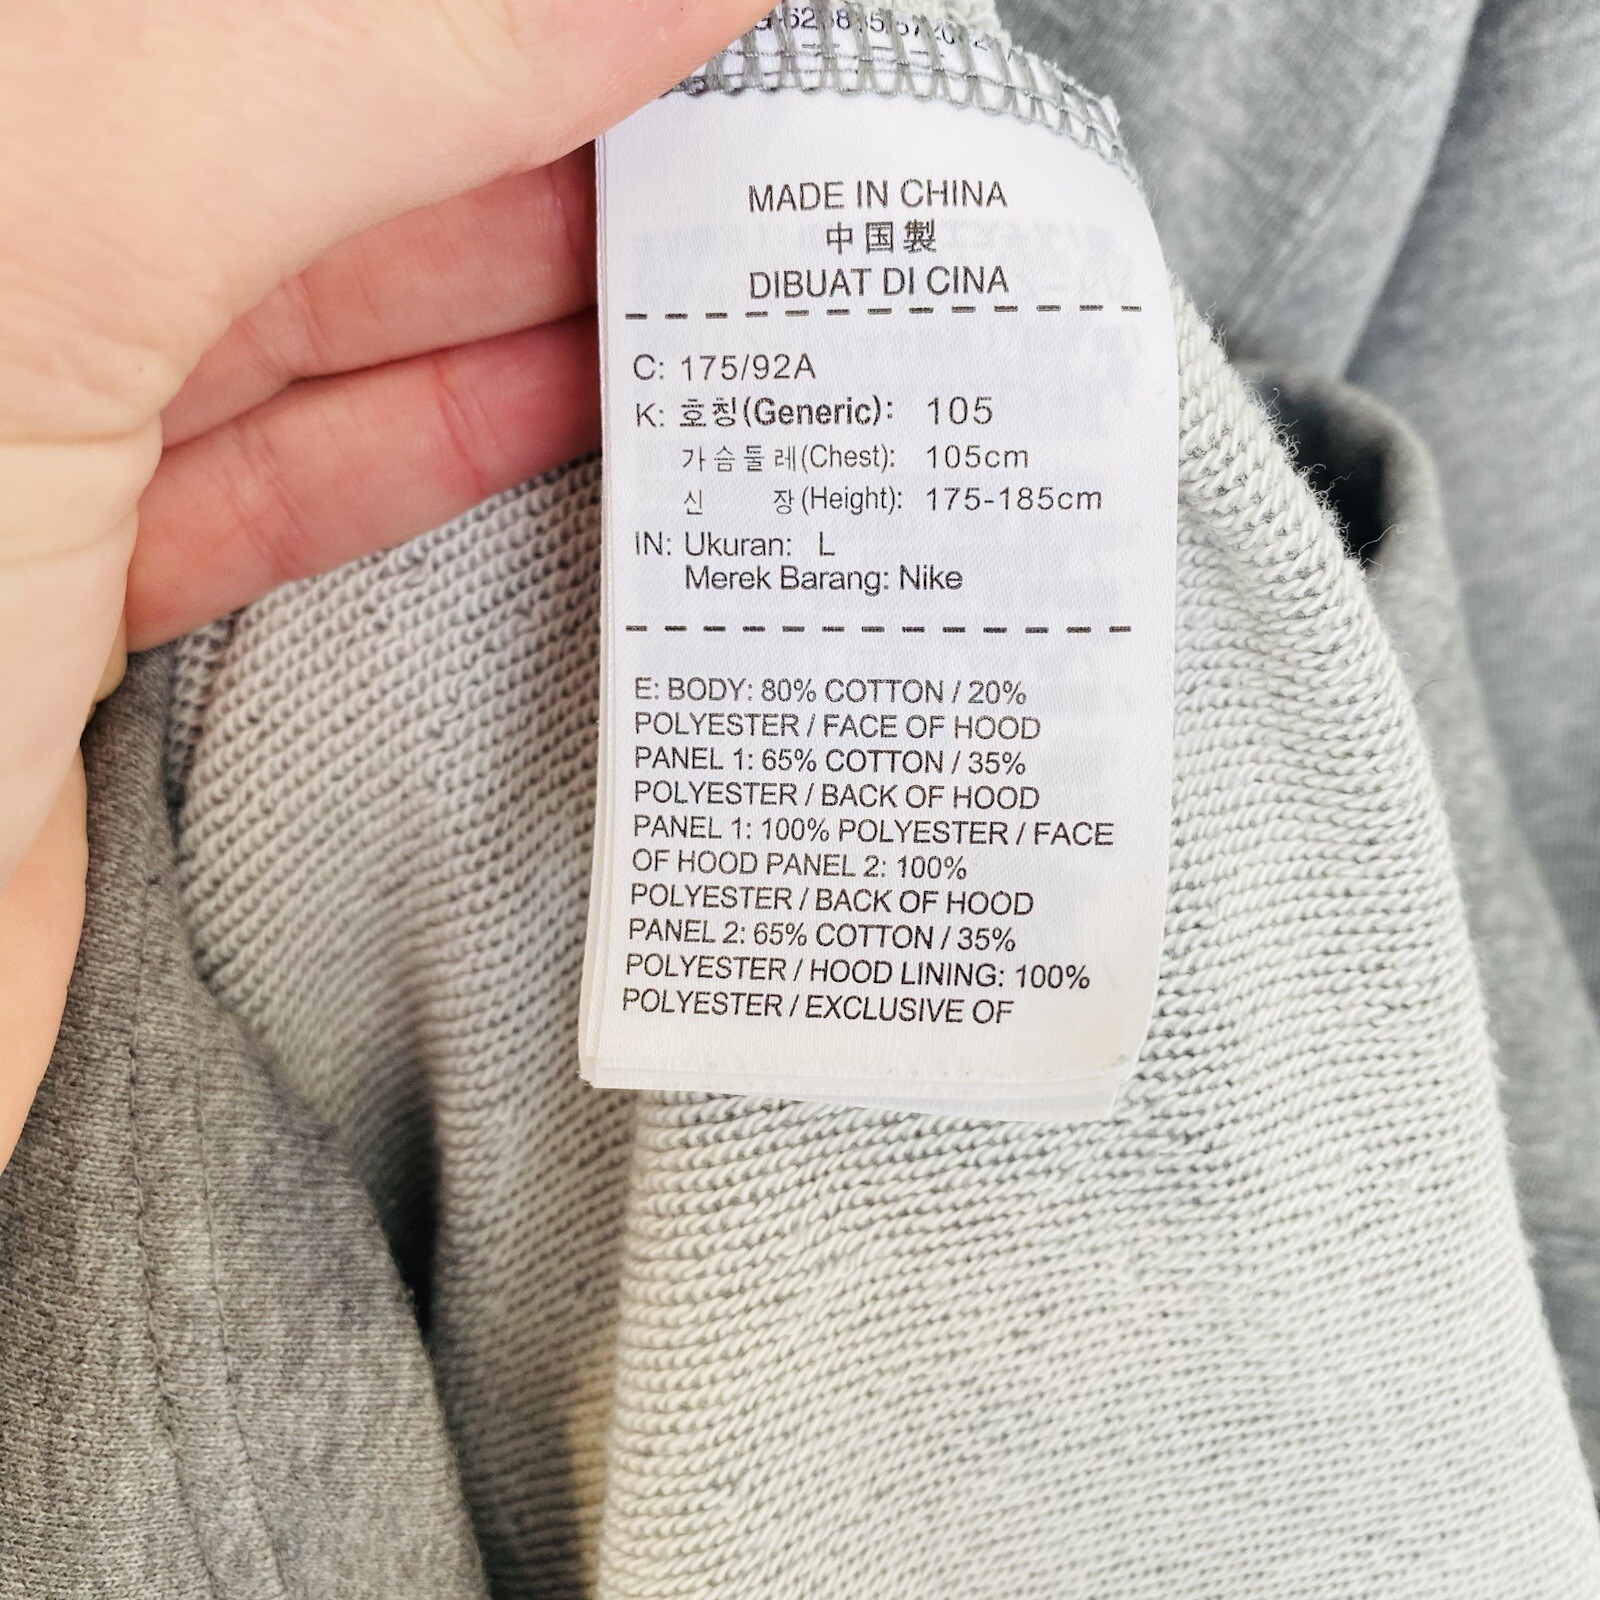 MADE IN CHINA
中国製
DIBUAT DI CINA
C: 175/92A
K: 호칭(Generic): 105
가슴둘레(Chest): 105cm
신 장(Height): 175-185cm
IN: Ukuran: L
Merek Barang: Nike
E: BODY: 80% COTTON / 20%
POLYESTER / FACE OF HOOD
PANEL 1: 65% COTTON / 35%
POLYESTER / BACK OF HOOD
PANEL 1: 100% POLYESTER / FACE
OF HOOD PANEL 2: 100%
POLYESTER / BACK OF HOOD
PANEL 2: 65% COTTON / 35%
POLYESTER / HOOD LINING: 100%
POLYESTER / EXCLUSIVE OF